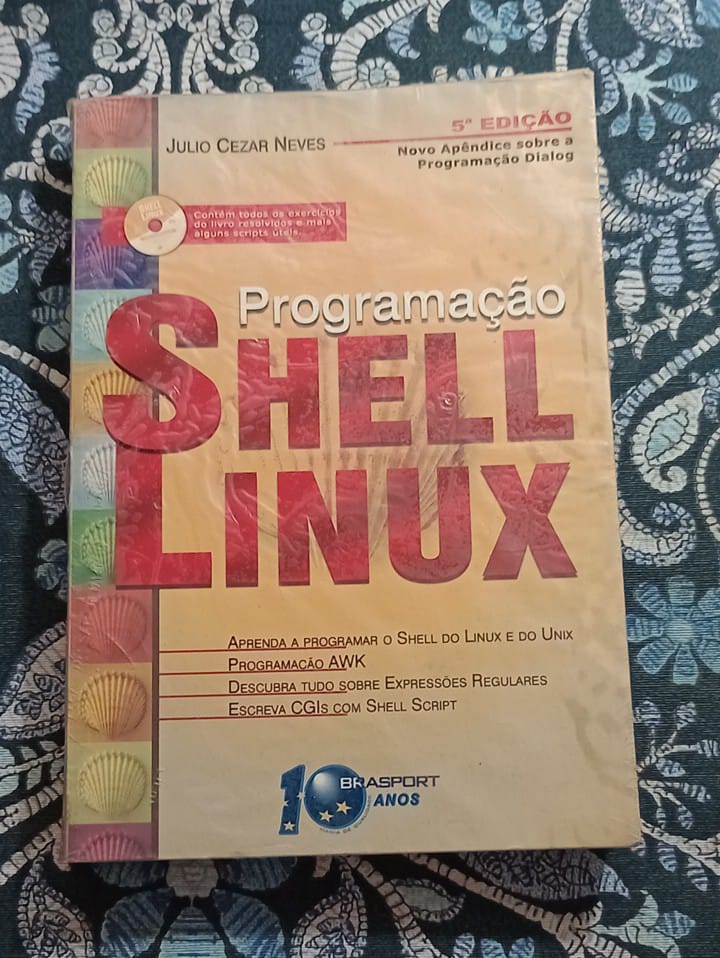 5ª EDIÇÃO
JULIO CEZAR NEVES
Novo Apêndice sobre a
Programação Dialog
SHELL
LINUX
Contém todos os exercícios
do livro resolvidos e mais
alguns scripts úteis.
Programação
SHELL
LINUX
APRENDA A PROGRAMAR O SHELL DO LINUX E DO UNIX
PROGRAMAÇÃO AWK
DESCUBRA TUDO SOBRE EXPRESSÕES REGULARES
ESCREVA CGIS COM SHELL SCRIPT
10 BRASPORT
ANOS